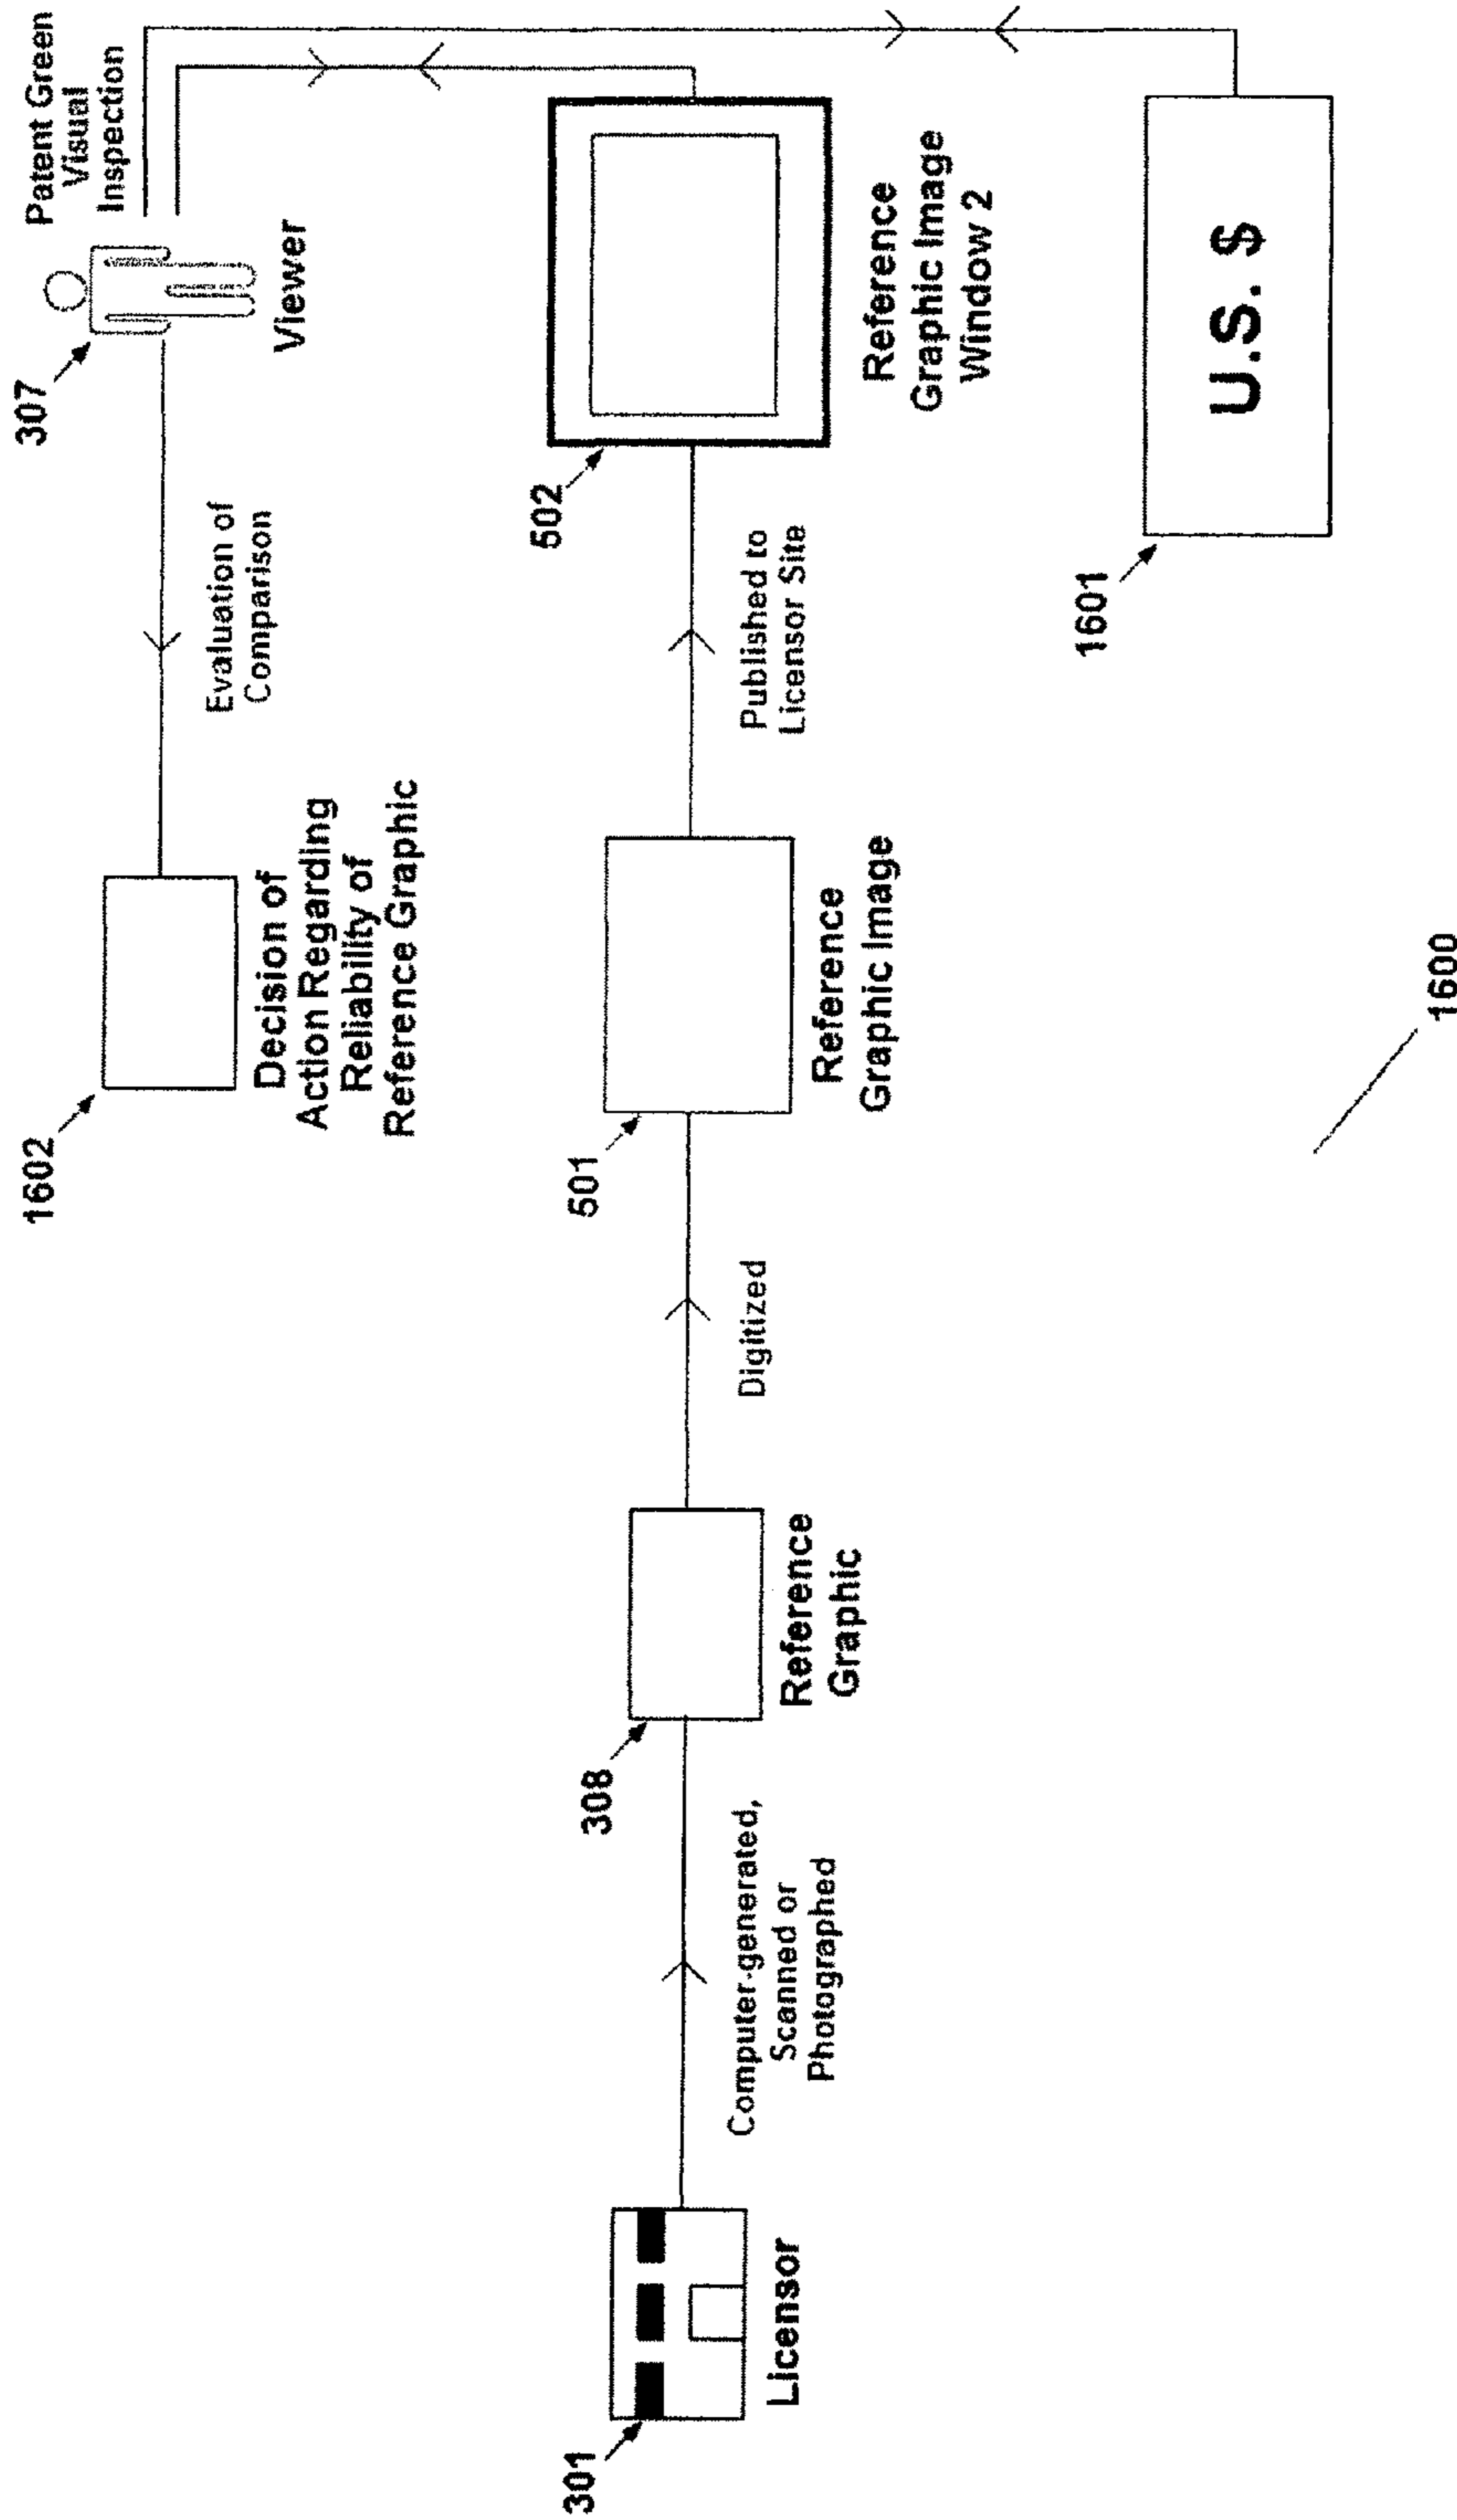 Patent Green
Visual
Inspection
307
Viewer
Evaluation of
Comparison
1602
Decision of
Action Regarding
Reliability of
Reference Graphic
301
Licensor
Computer-generated,
Scanned or
Photographed
308
Reference
Graphic
Digitized
501
Reference
Graphic Image
Published to
Licensor Site
502
Reference
Graphic Image
Window 2
1601
U.S. $
1600